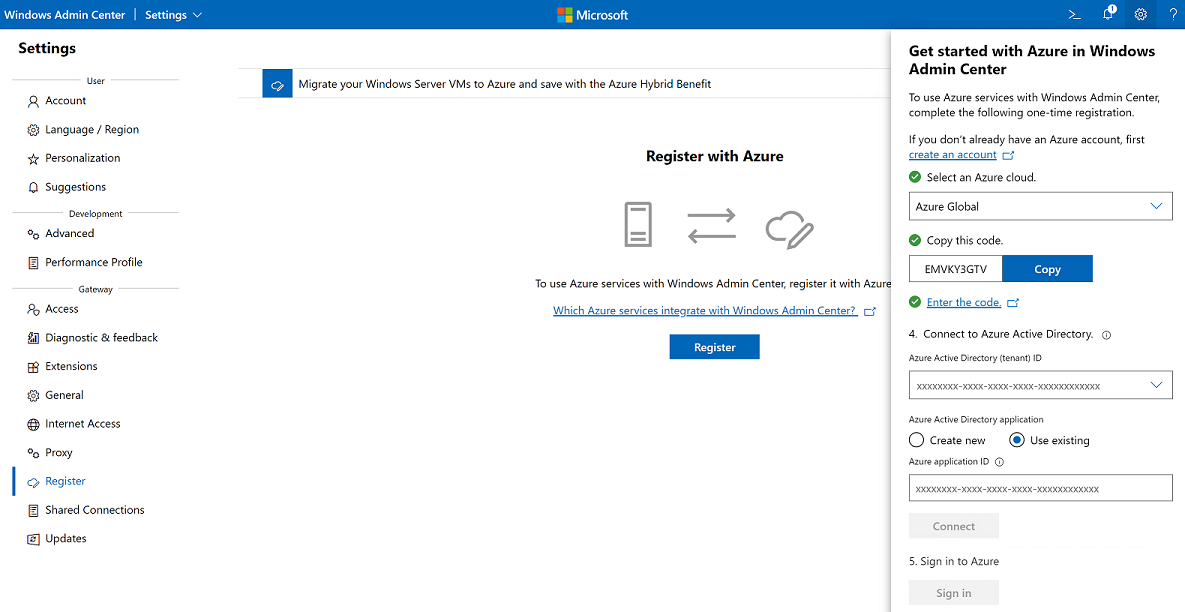 Windows Admin Center | Settings
Microsoft
1
Settings
User
Account
Language / Region
Personalization
Suggestions
Development
Advanced
Performance Profile
Gateway
Access
Diagnostic & feedback
Extensions
General
Internet Access
Proxy
Register
Shared Connections
Updates
Migrate your Windows Server VMs to Azure and save with the Azure Hybrid Benefit
Register with Azure
To use Azure services with Windows Admin Center, register it with Azure
Which Azure services integrate with Windows Admin Center?
Register
Get started with Azure in Windows
Admin Center
To use Azure services with Windows Admin Center,
complete the following one-time registration.
If you don't already have an Azure account, first
create an account
Select an Azure cloud.
Azure Global
Copy this code.
EMVKY3GTV Copy
Enter the code.
4. Connect to Azure Active Directory.
Azure Active Directory (tenant) ID
xxxxxxxx-xxxx-xxxx-xxxx-xxxxxxxxxxxx
Azure Active Directory application
Create new Use existing
Azure application ID
xxxxxxxx-xxxx-xxxx-xxxx-xxxxxxxxxxxx
Connect
5. Sign in to Azure
Sign in